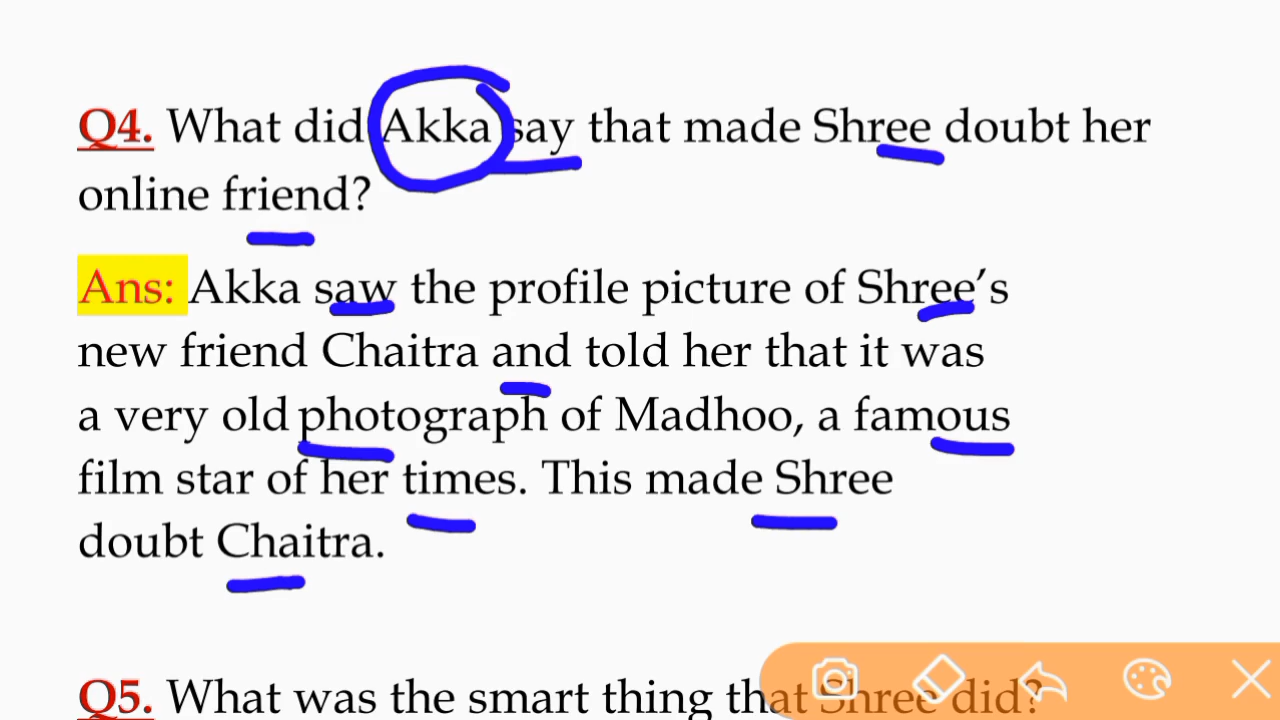 Q4. What did Akka say that made Shree doubt her
online friend?
Ans: Akka saw the profile picture of Shree’s
new friend Chaitra and told her that it was
a very old photograph of Madhoo, a famous
film star of her times. This made Shree
doubt Chaitra.
Q5. What was the smart thing that Shree did?